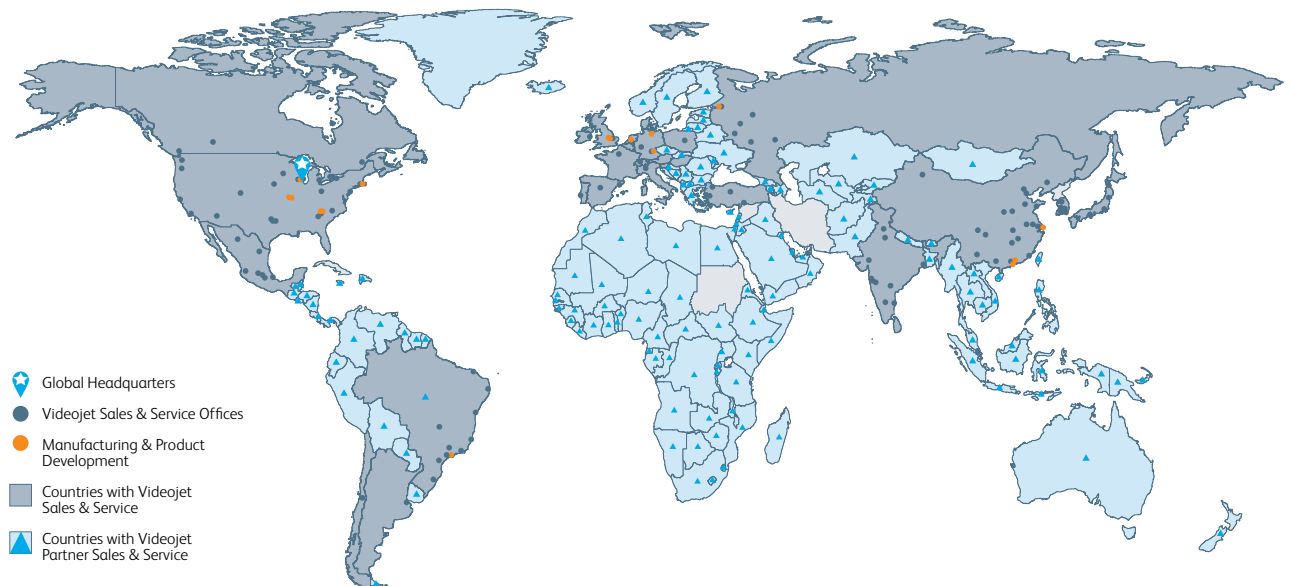 Global Headquarters
Videojet Sales & Service Offices
Manufacturing & Product
Development
Countries with Videojet
Sales & Service
Countries with Videojet
Partner Sales & Service